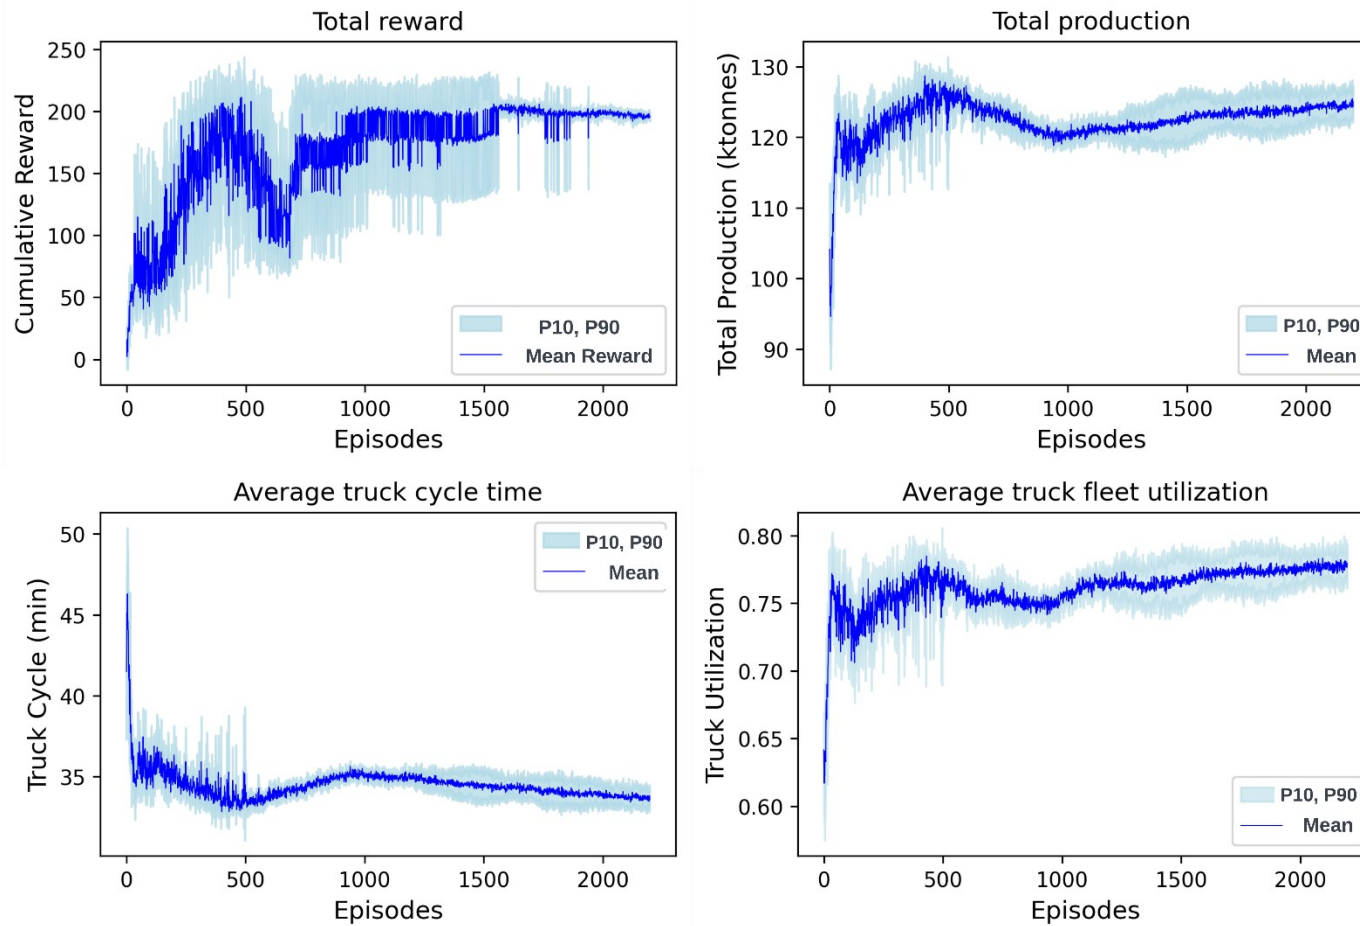 Total reward
250
200
150
100
50
0
Cumulative Reward
P10, P90
Mean Reward
0 500 1000 1500 2000
Episodes
Total production
130
120
110
100
90
Total Production (ktonnes)
P10, P90
Mean
0 500 1000 1500 2000
Episodes
Average truck cycle time
50
45
40
35
Truck Cycle (min)
P10, P90
Mean
0 500 1000 1500 2000
Episodes
Average truck fleet utilization
0.80
0.75
0.70
0.65
0.60
Truck Utilization
P10, P90
Mean
0 500 1000 1500 2000
Episodes